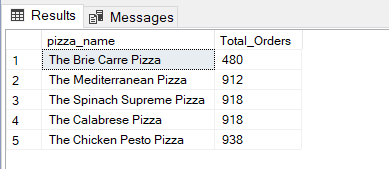 Results Messages
pizza_name Total_Orders
1 The Brie Carre Pizza 480
2 The Mediterranean Pizza 912
3 The Spinach Supreme Pizza 918
4 The Calabrese Pizza 918
5 The Chicken Pesto Pizza 938